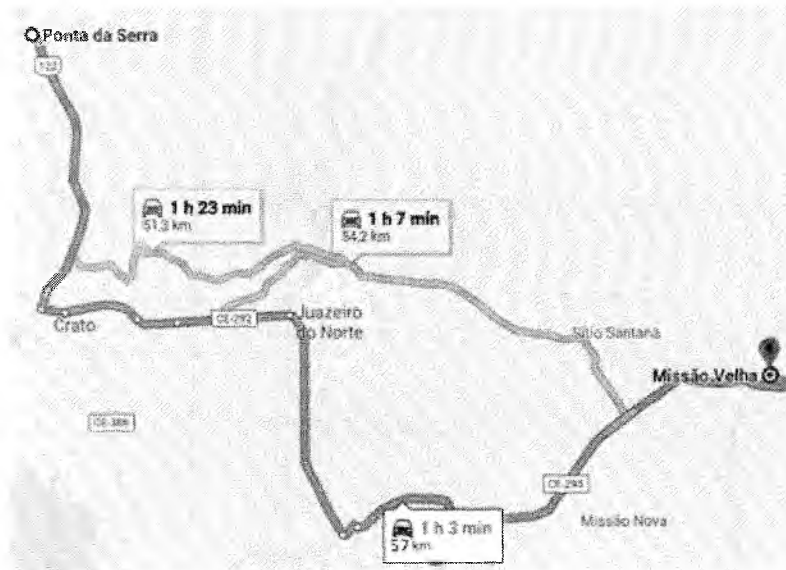 Ponta da Serra
122
1 h 23 min
51,3 km
1 h 7 min
54,2 km
CE-292
Juazeiro
do Norte
Crato
Sítio Santana
Missão Velha
CE-386
CE-293
Missão Nova
1 h 3 min
57 km